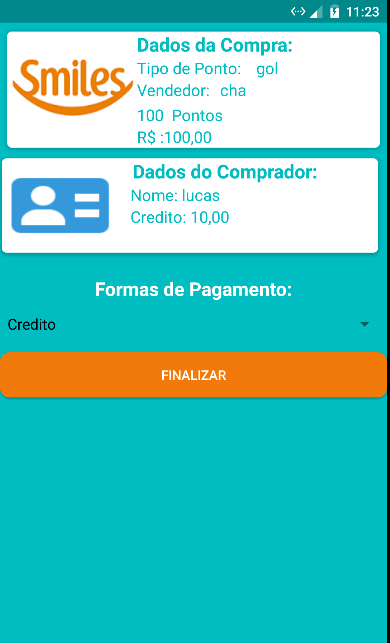 11:23
Dados da Compra:
Smiles
Tipo de Ponto: gol
Vendedor: cha
100 Pontos
R$ :100,00
Dados do Comprador:
Nome: lucas
Credito: 10,00
Formas de Pagamento:
Credito
FINALIZAR